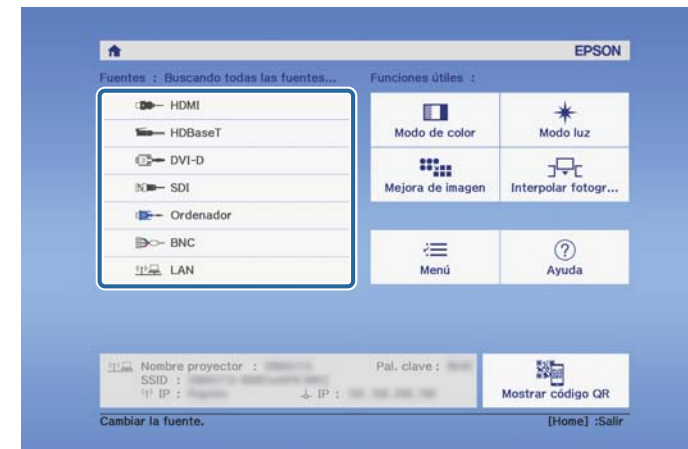 EPSON
Fuentes : Buscando todas las fuentes...
Funciones útiles :
HDMI
HDBaseT
DVI-D
SDI
Ordenador
BNC
LAN
Modo de color
Modo luz
Mejora de imagen
Interpolar fotogr...
Menú
Ayuda
Nombre proyector :
SSID :
IP :
IP :
Pal. clave :
Mostrar código QR
Cambiar la fuente.
[Home] :Salir